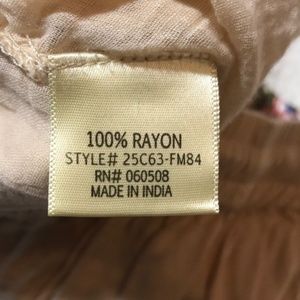 100% RAYON
STYLE# 25C63-FM84
RN# 060508
MADE IN INDIA